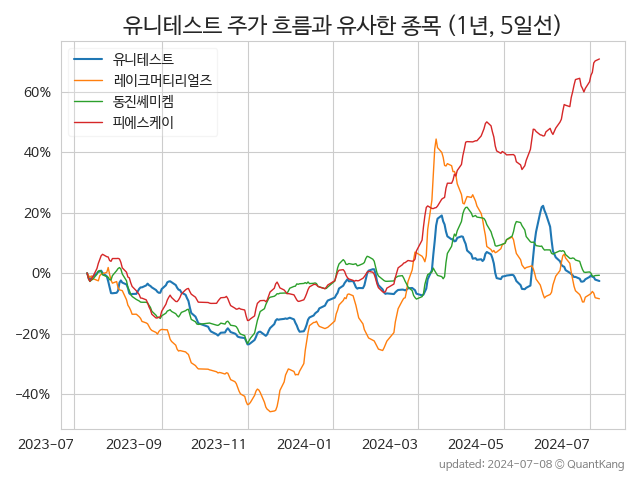 유니테스트 주가 흐름과 유사한 종목 (1년, 5일선)
유니테스트
레이크머티리얼즈
동진쎄미켐
피에스케이
60%
40%
20%
0%
−20%
−40%
2023-07 2023-09 2023-11 2024-01 2024-03 2024-05 2024-07
updated: 2024-07-08 © QuantKang